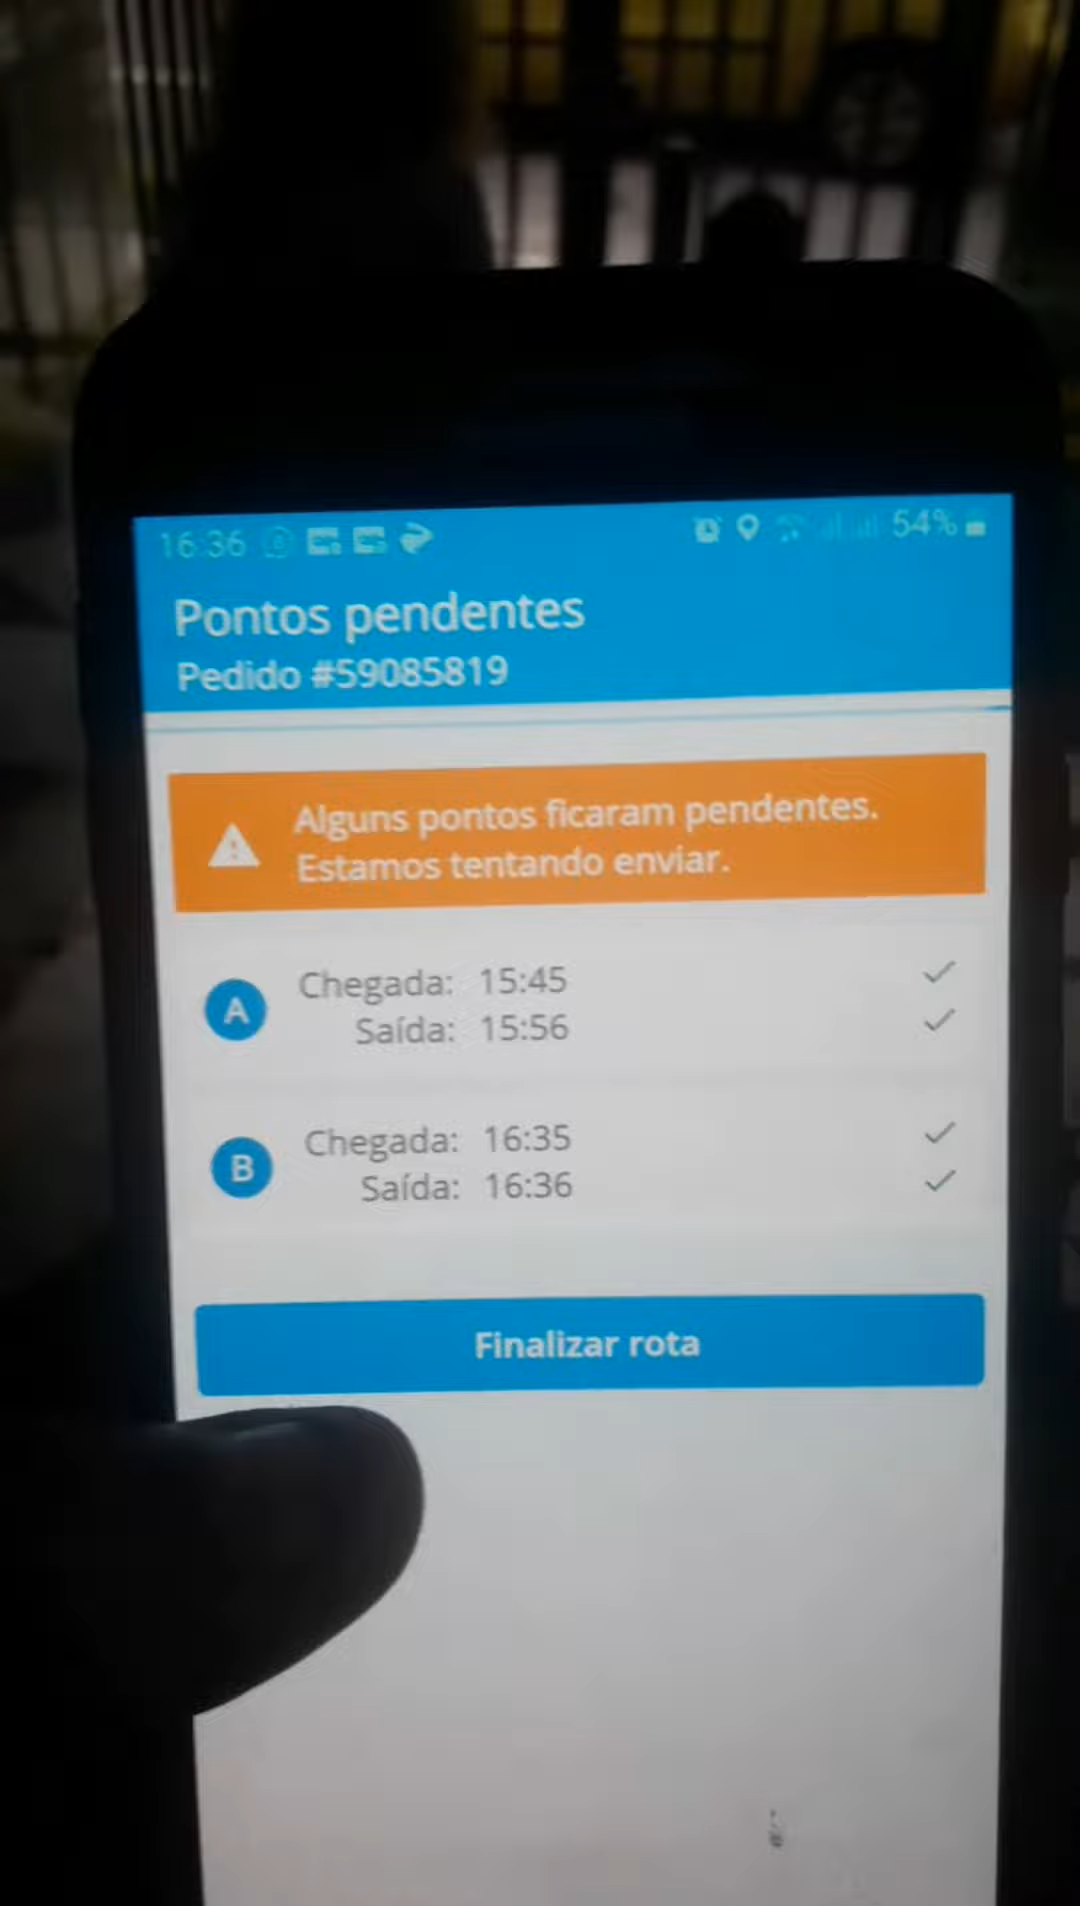 16:36 54%
Pontos pendentes
Pedido #59085819
Alguns pontos ficaram pendentes.
Estamos tentando enviar.
A
Chegada: 15:45
Saída: 15:56
B
Chegada: 16:35
Saída: 16:36
Finalizar rota